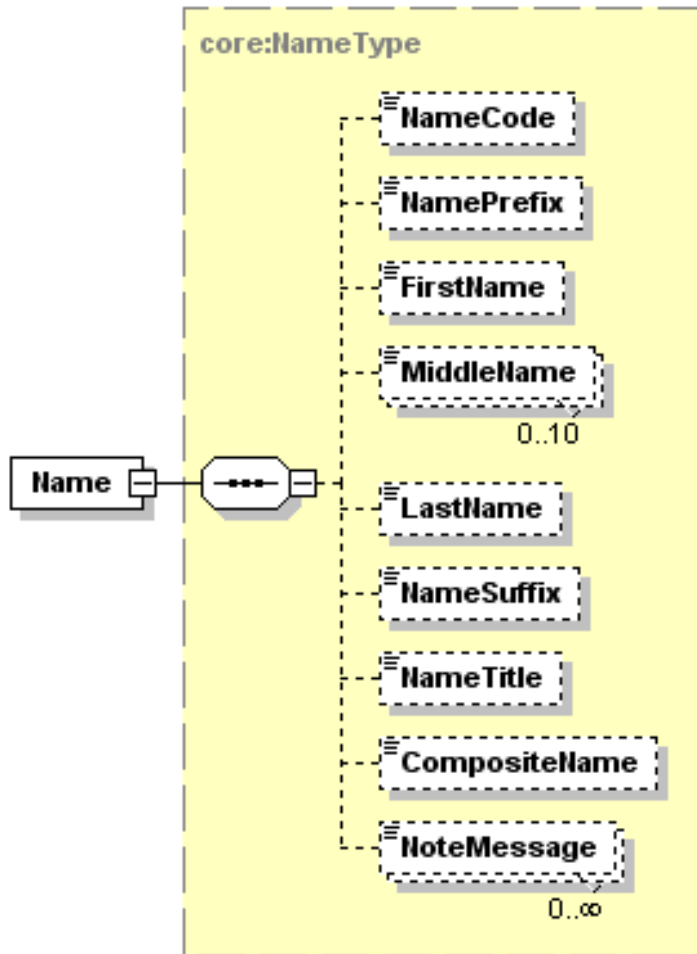 core:NameType
NameCode
NamePrefix
FirstName
MiddleName
0..10
Name
LastName
NameSuffix
NameTitle
CompositeName
NoteMessage
0..∞